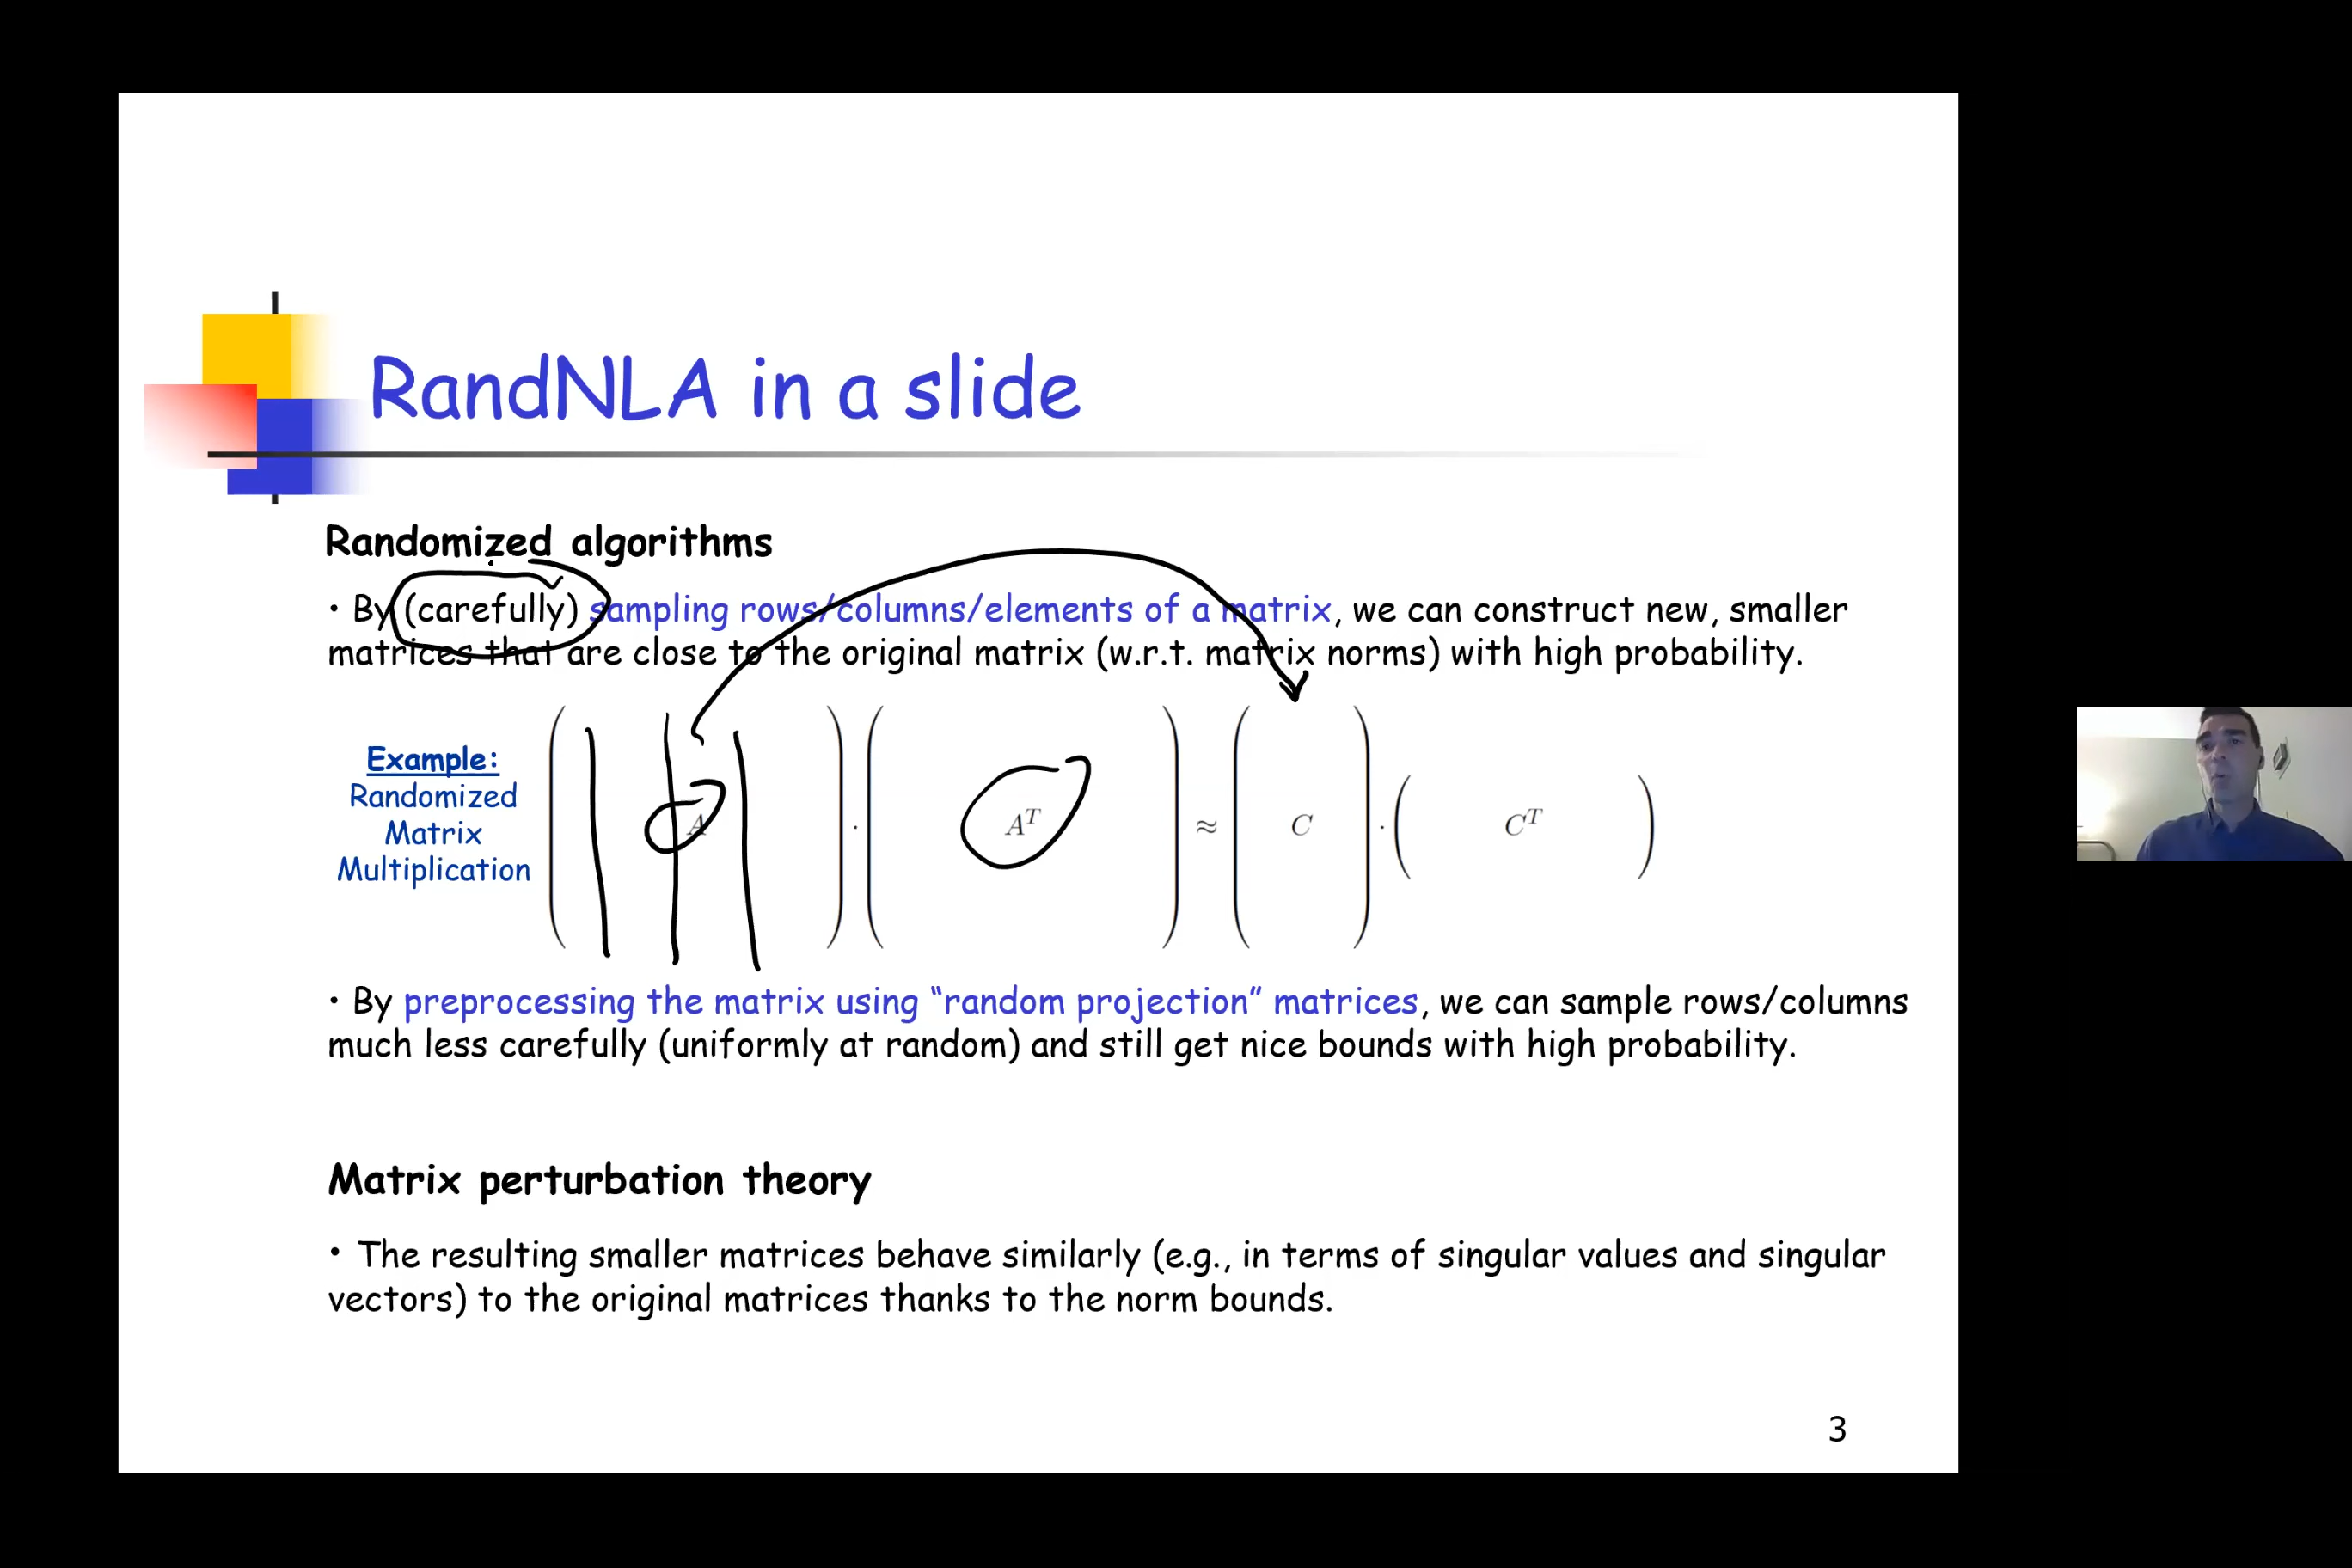 RandNLA in a slide
Randomized algorithms
• By (carefully) sampling rows/columns/elements of a matrix, we can construct new, smaller
matrices that are close to the original matrix (w.r.t. matrix norms) with high probability.
Example:
Randomized
Matrix
Multiplication
( A ) · ( A^T ) ≈ ( C ) · ( C^T )
• By preprocessing the matrix using “random projection” matrices, we can sample rows/columns
much less carefully (uniformly at random) and still get nice bounds with high probability.
Matrix perturbation theory
• The resulting smaller matrices behave similarly (e.g., in terms of singular values and singular
vectors) to the original matrices thanks to the norm bounds.
3